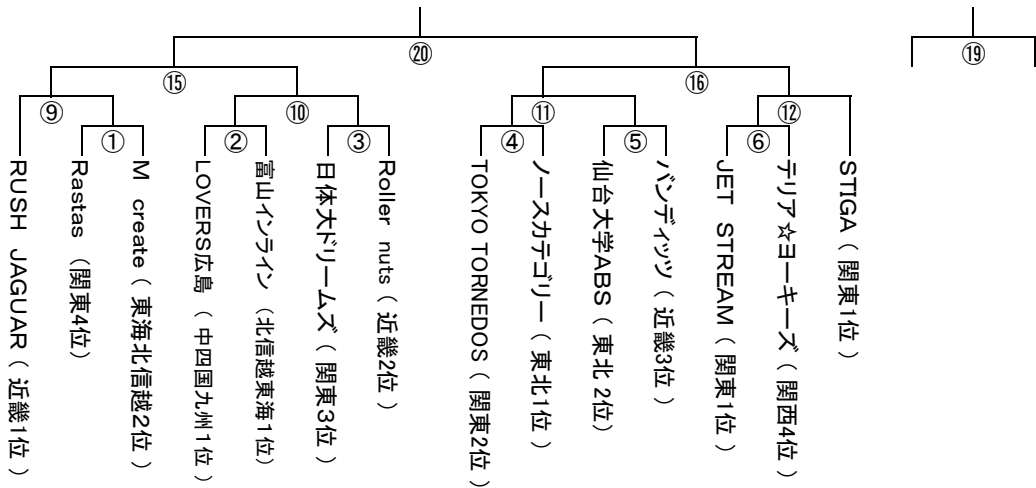 ⑳
⑲
⑮
⑯
⑨
⑩
⑪
⑫
①
②
③
④
⑤
⑥
RUSH JAGUAR（ 近畿1位 ）
Rastas （関東4位）
M create（ 東海北信越2位 ）
LOVERS広島 （ 中四国九州1位 ）
富山インライン （北信越東海1位）
日体大ドリームズ（ 関東3位 ）
Roller nuts（ 近畿2位 ）
TOKYO TORNEDOS（ 関東2位 ）
ノースカテゴリー（ 東北1位 ）
仙台大学ABS（ 東北 2位）
バンディッツ（ 近畿3位 ）
JET STREAM（ 関東1位 ）
テリア☆ヨーキーズ（ 関西4位 ）
STIGA（ 関東1位 ）